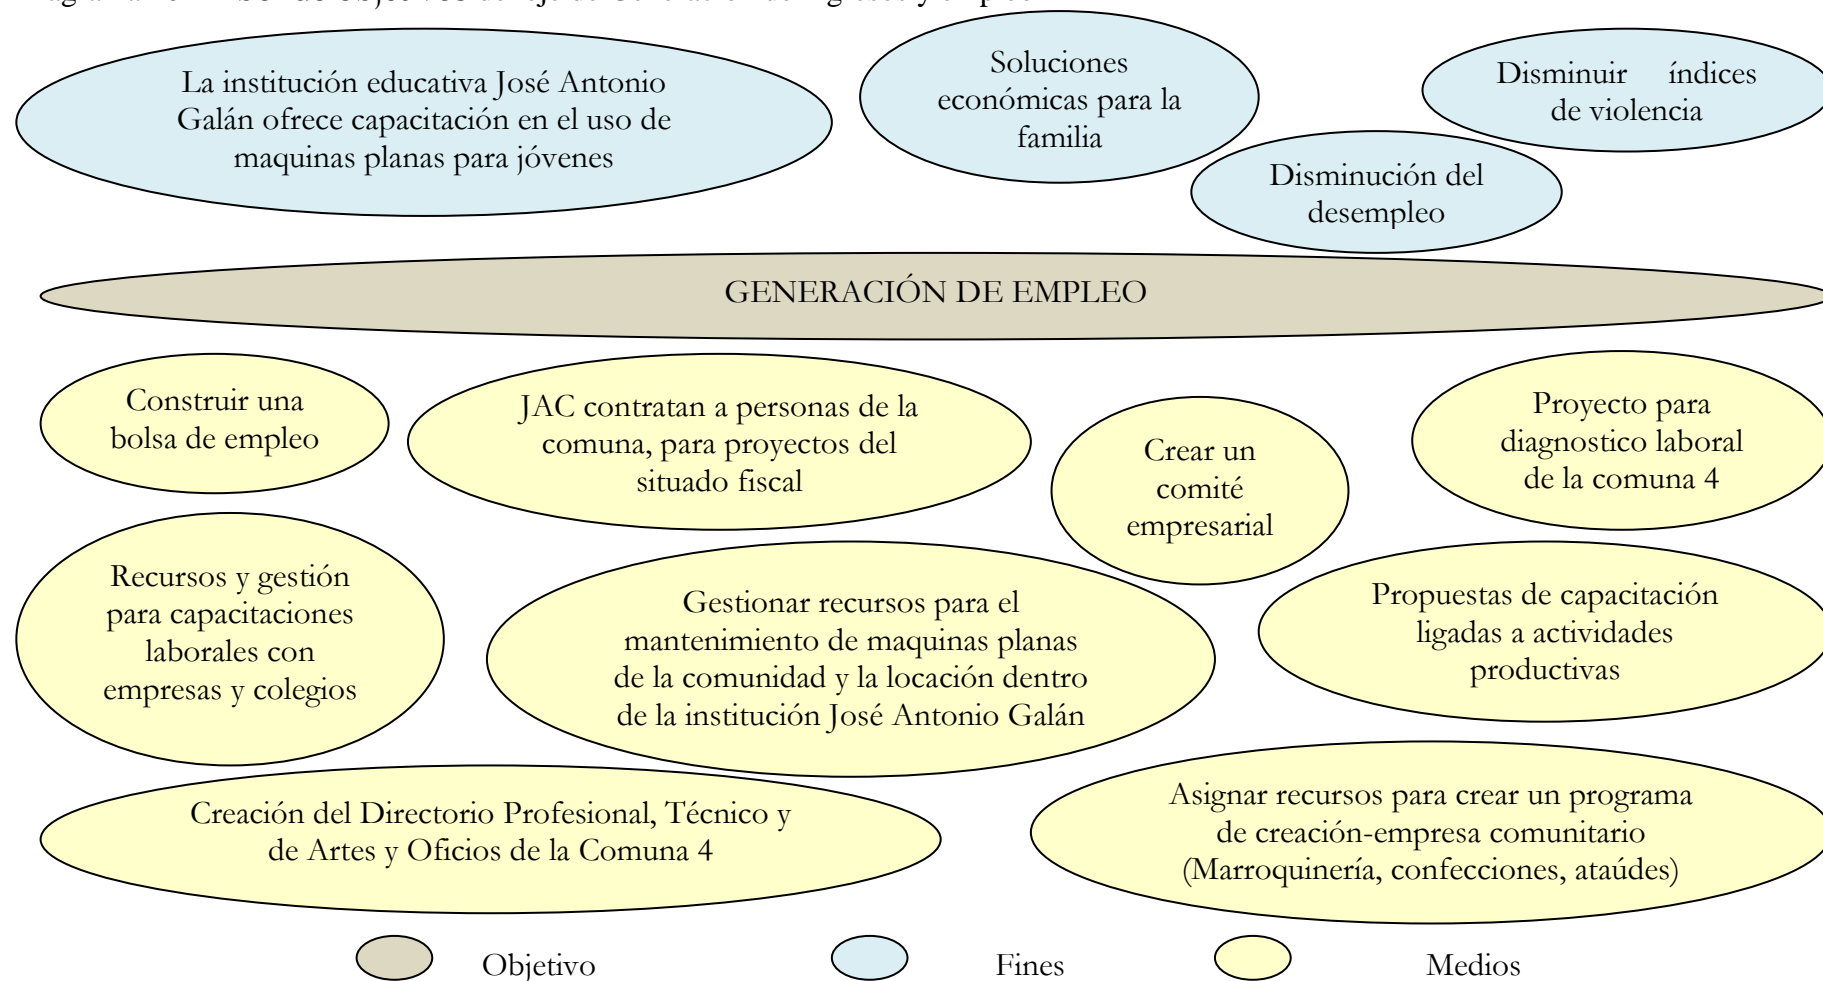 La institución educativa José Antonio
Galán ofrece capacitación en el uso de
maquinas planas para jóvenes
Soluciones
económicas para la
familia
Disminuir índices
de violencia
Disminución del
desempleo
GENERACIÓN DE EMPLEO
Construir una
bolsa de empleo
JAC contratan a personas de la
comuna, para proyectos del
situado fiscal
Crear un
comité
empresarial
Proyecto para
diagnostico laboral
de la comuna 4
Recursos y gestión
para capacitaciones
laborales con
empresas y colegios
Gestionar recursos para el
mantenimiento de maquinas planas
de la comunidad y la locación dentro
de la institución José Antonio Galán
Propuestas de capacitación
ligadas a actividades
productivas
Creación del Directorio Profesional, Técnico y
de Artes y Oficios de la Comuna 4
Asignar recursos para crear un programa
de creación-empresa comunitario
(Marroquinería, confecciones, ataúdes)
Objetivo
Fines
Medios